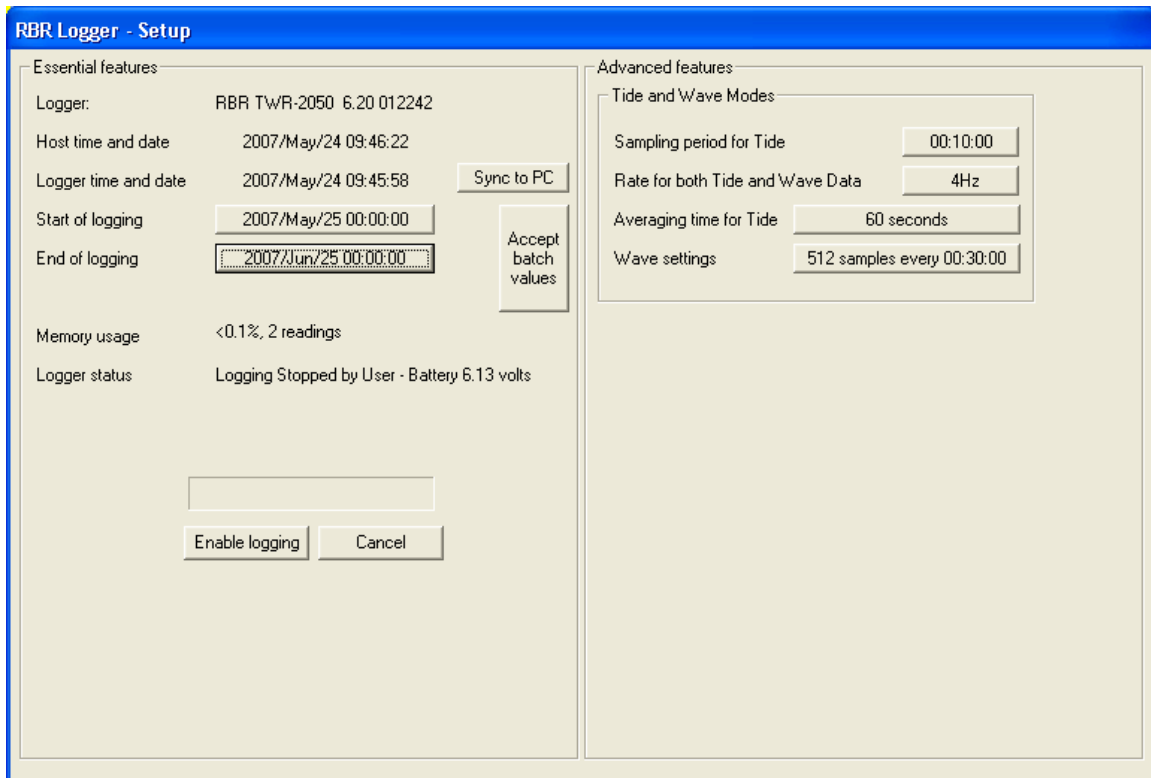 RBR Logger - Setup
Essential features
Logger: RBR TWR-2050 6.20 012242
Host time and date 2007/May/24 09:46:22
Logger time and date 2007/May/24 09:45:58 Sync to PC
Start of logging 2007/May/25 00:00:00
End of logging 2007/Jun/25 00:00:00
Accept
batch
values
Memory usage <0.1%, 2 readings
Logger status Logging Stopped by User - Battery 6.13 volts
Enable logging Cancel
Advanced features
Tide and Wave Modes
Sampling period for Tide 00:10:00
Rate for both Tide and Wave Data 4Hz
Averaging time for Tide 60 seconds
Wave settings 512 samples every 00:30:00